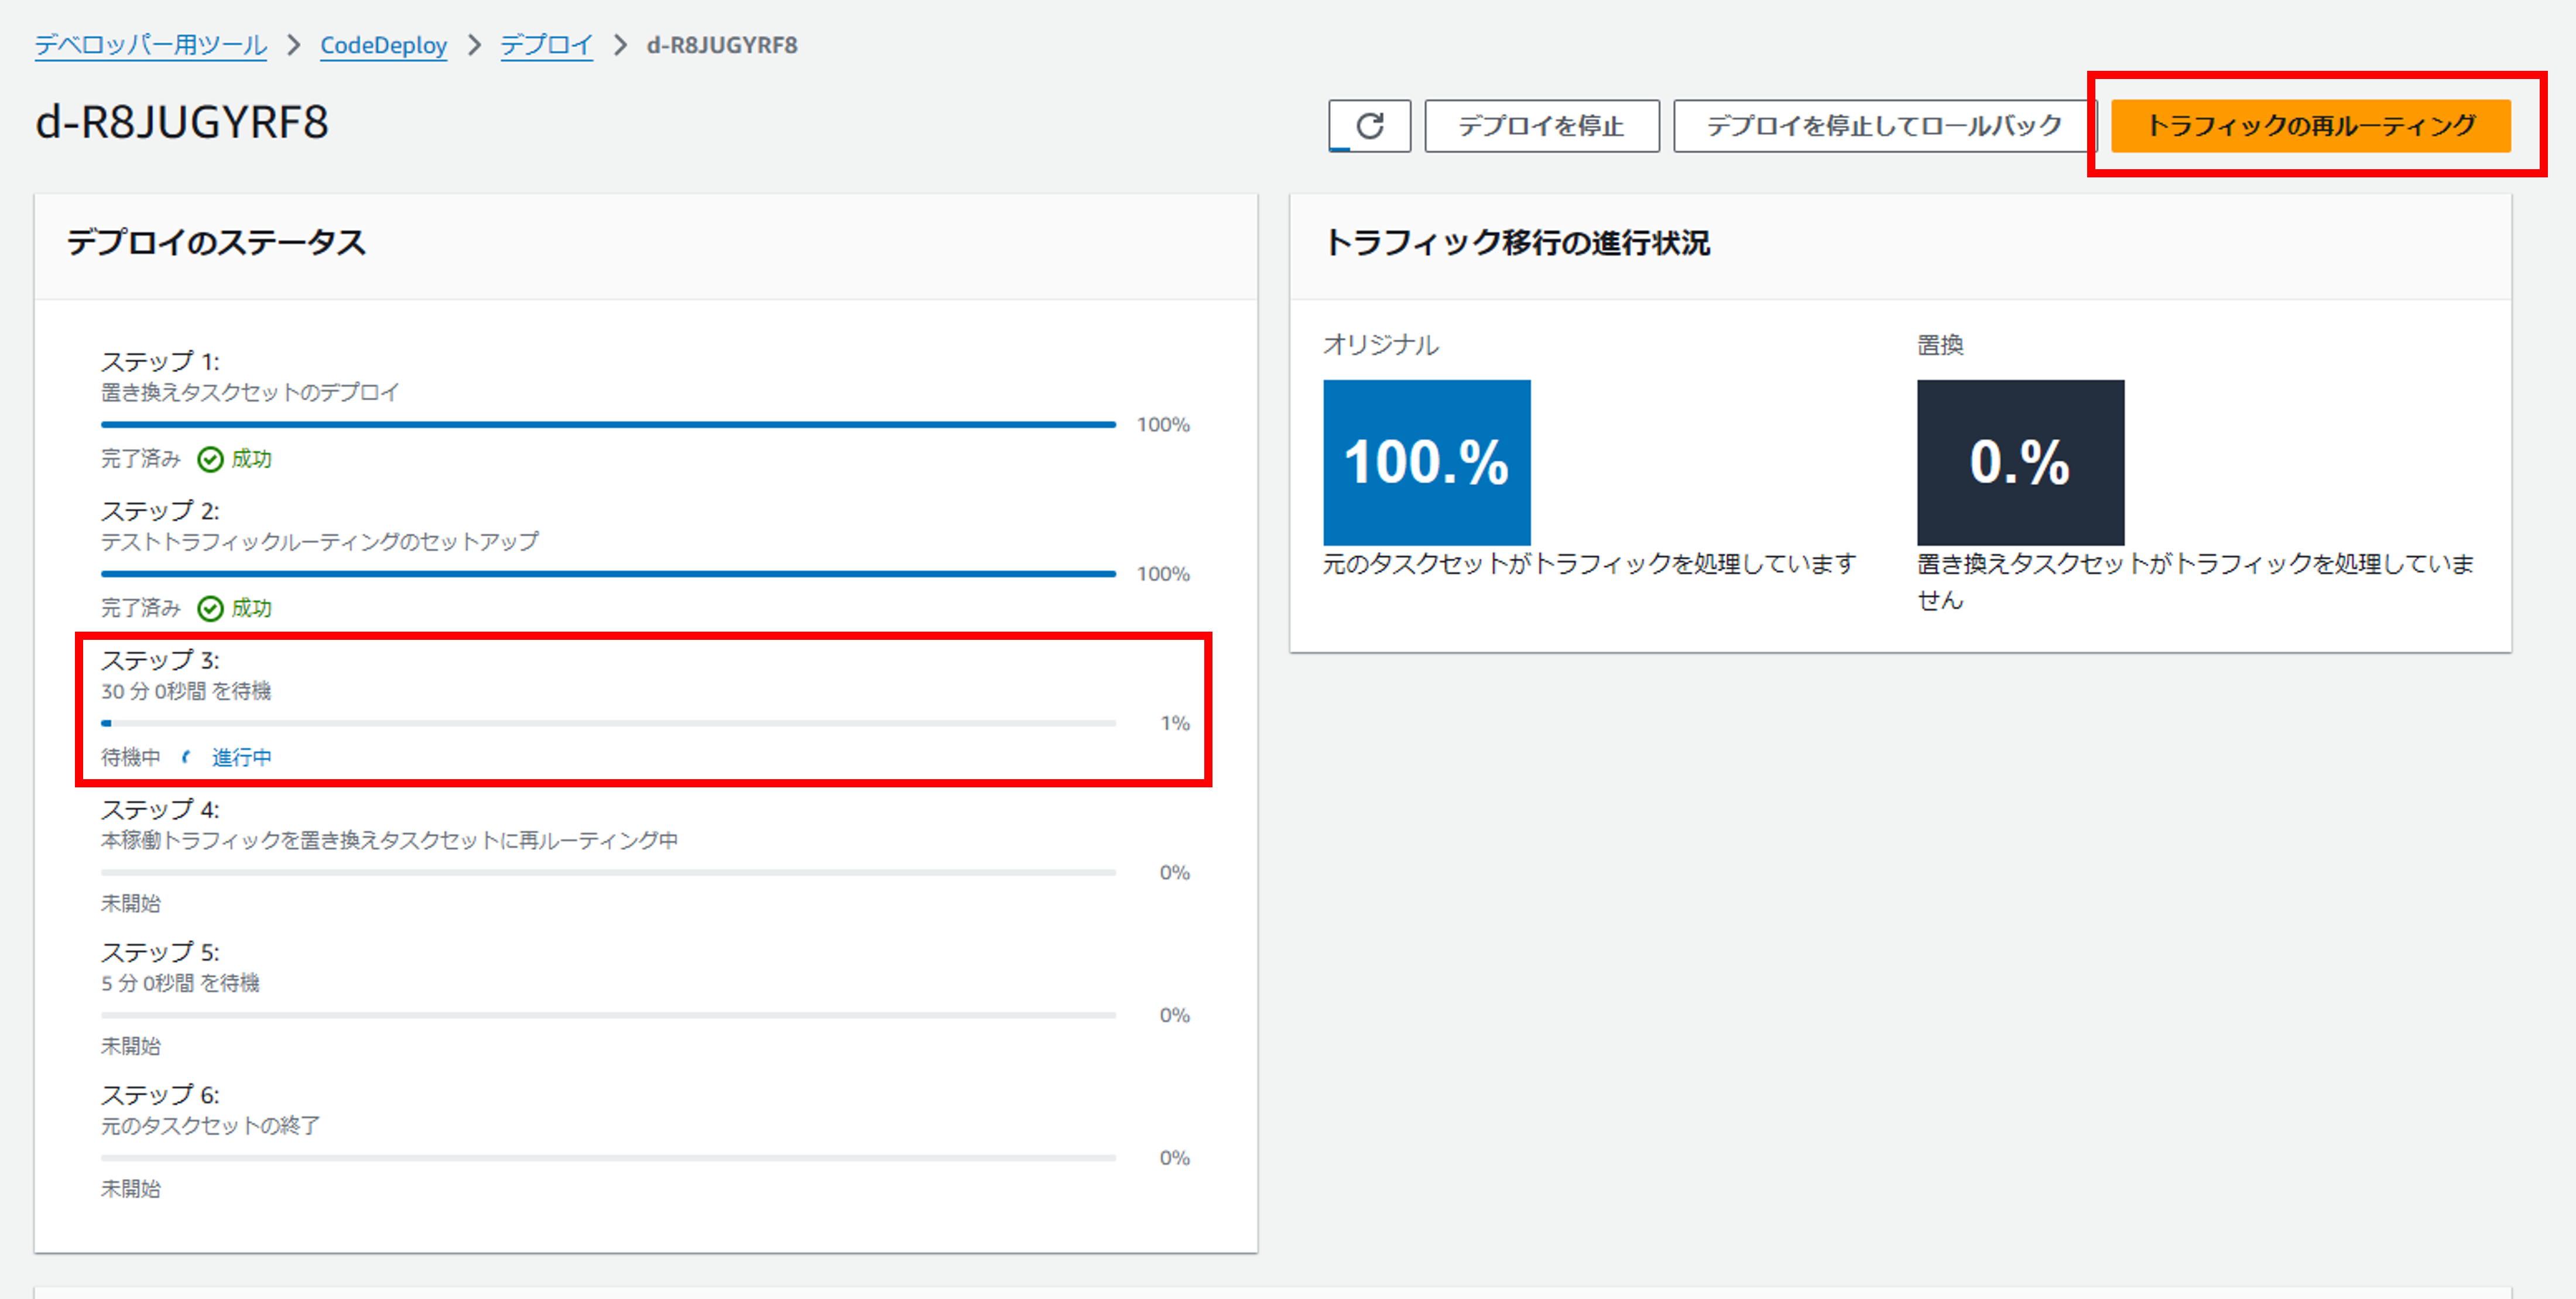 デベロッパー用ツール > CodeDeploy > デプロイ > d-R8JUGYRF8
d-R8JUGYRF8
デプロイを停止
デプロイを停止してロールバック
トラフィックの再ルーティング
デプロイのステータス
ステップ 1:
置き換えタスクセットのデプロイ
100%
完了済み 成功
ステップ 2:
テストトラフィックルーティングのセットアップ
100%
完了済み 成功
ステップ 3:
30 分 0秒間 を待機
1%
待機中 進行中
ステップ 4:
本稼働トラフィックを置き換えタスクセットに再ルーティング中
0%
未開始
ステップ 5:
5 分 0秒間 を待機
0%
未開始
ステップ 6:
元のタスクセットの終了
0%
未開始
トラフィック移行の進行状況
オリジナル
100.%
元のタスクセットがトラフィックを処理しています
置換
0.%
置き換えタスクセットがトラフィックを処理していま
せん